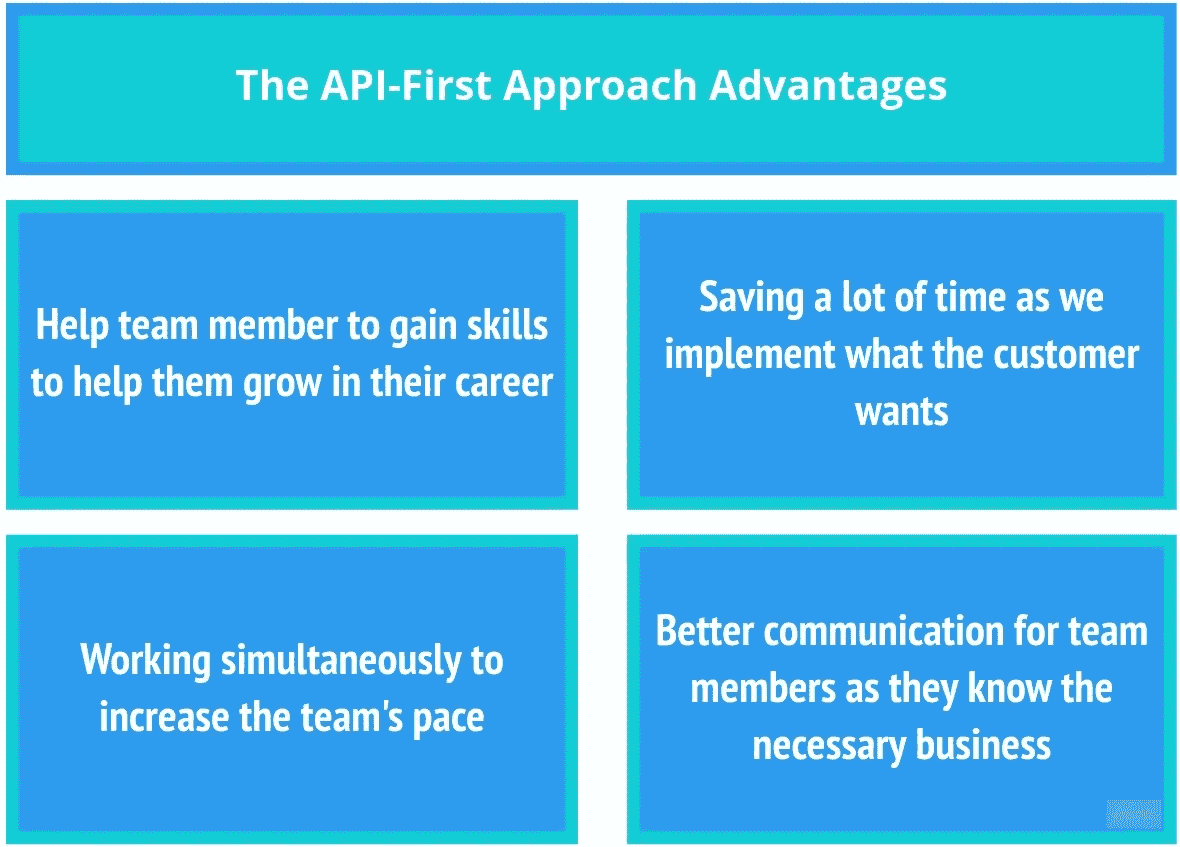 The API-First Approach Advantages
Help team member to gain skills
to help them grow in their career
Saving a lot of time as we
implement what the customer
wants
Working simultaneously to
increase the team's pace
Better communication for team
members as they know the
necessary business